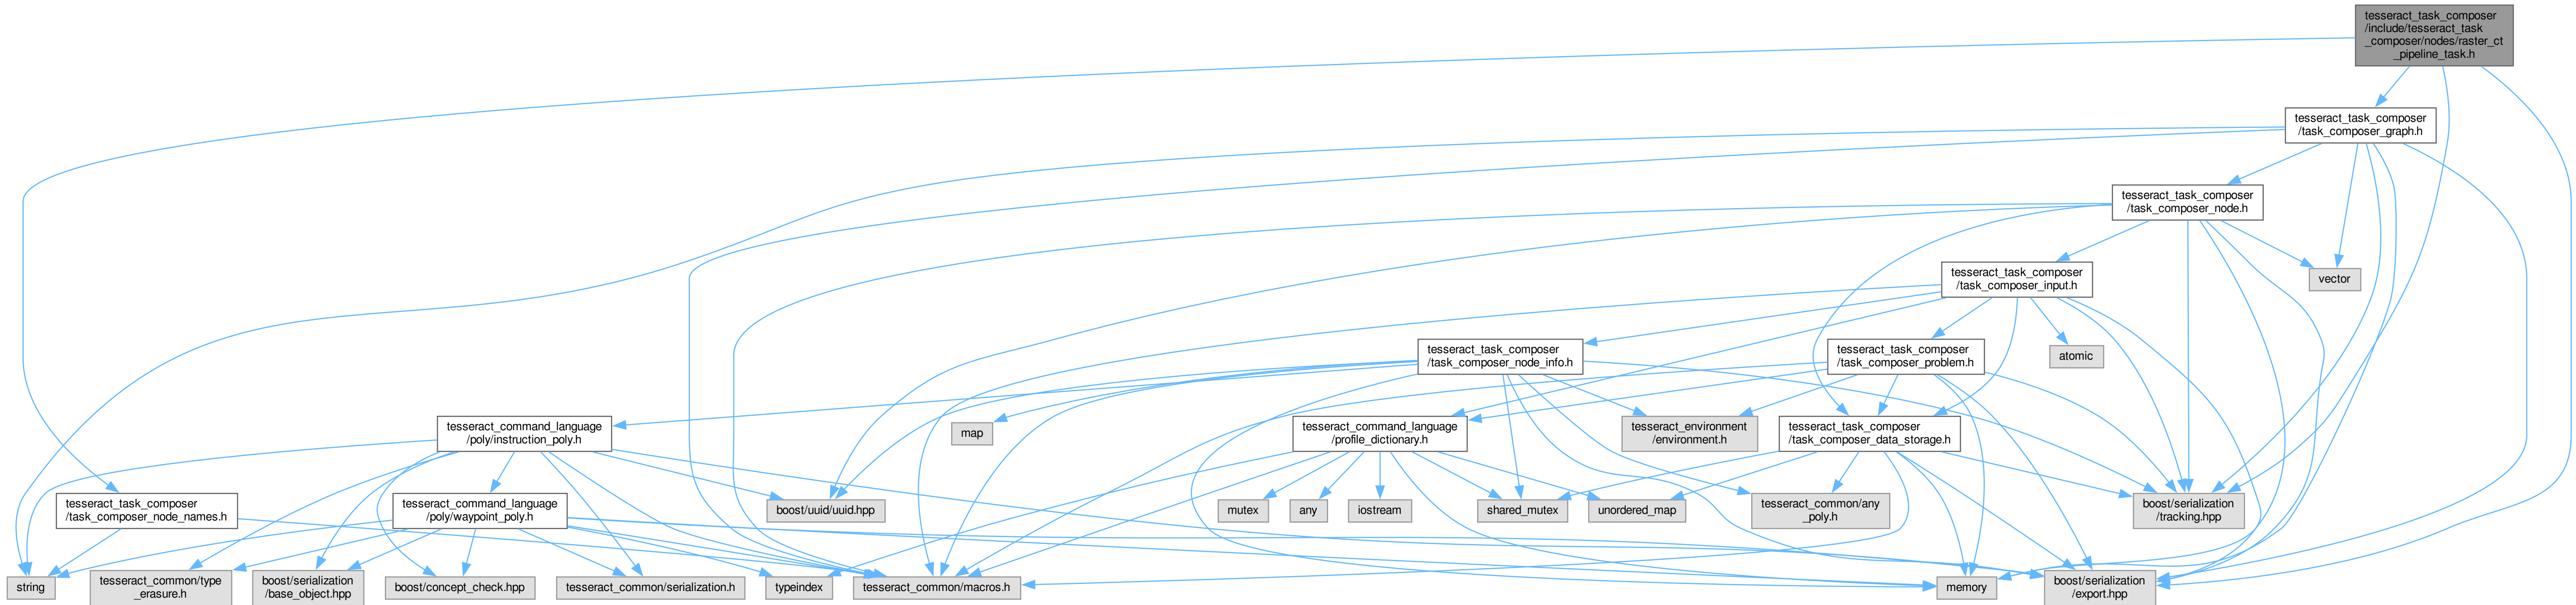 tesseract_task_composer
/include/tesseract_task
_composer/nodes/raster_ct
_pipeline_task.h
tesseract_task_composer
/task_composer_graph.h
tesseract_task_composer
/task_composer_node.h
tesseract_task_composer
/task_composer_input.h
vector
tesseract_task_composer
/task_composer_node_info.h
tesseract_task_composer
/task_composer_problem.h
atomic
tesseract_command_language
/poly/instruction_poly.h
map
tesseract_command_language
/profile_dictionary.h
tesseract_environment
/environment.h
tesseract_task_composer
/task_composer_data_storage.h
tesseract_task_composer
/task_composer_node_names.h
tesseract_command_language
/poly/waypoint_poly.h
boost/uuid/uuid.hpp
mutex
any
iostream
shared_mutex
unordered_map
tesseract_common/any
_poly.h
boost/serialization
/tracking.hpp
string
tesseract_common/type
_erasure.h
boost/serialization
/base_object.hpp
boost/concept_check.hpp
tesseract_common/serialization.h
typeindex
tesseract_common/macros.h
memory
boost/serialization
/export.hpp